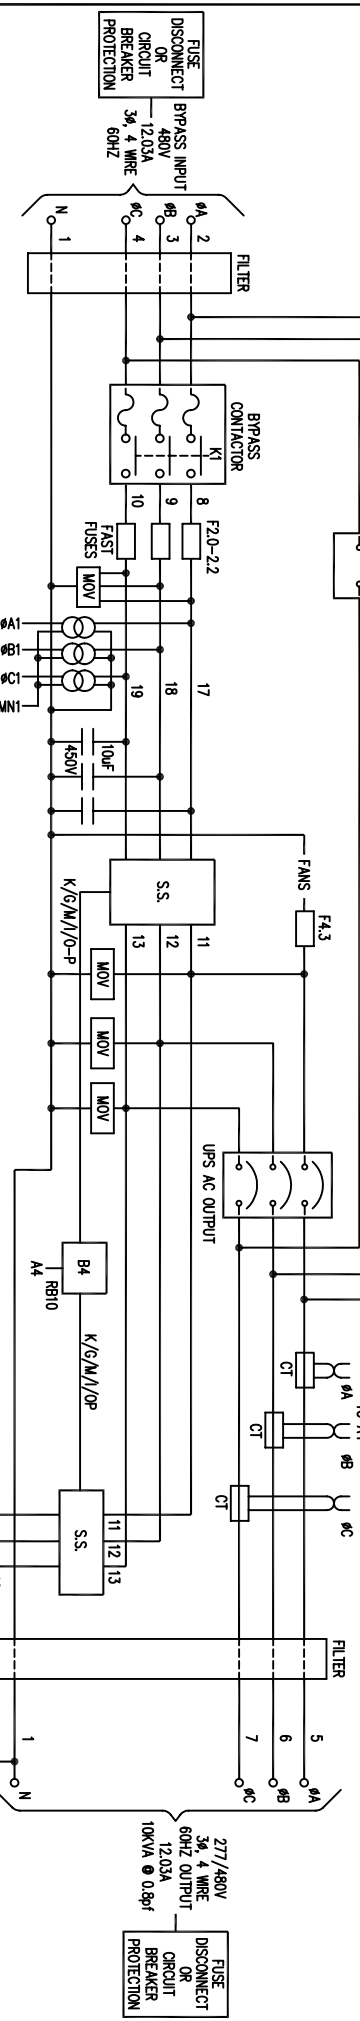 FUSE
DISCONNECT
OR
CIRCUIT
BREAKER
PROTECTION
BYPASS INPUT
480V
12.03A
3ø, 4 WIRE
60HZ
øA
øB
øC
N
2
3
4
1
FILTER
BYPASS
CONTACTOR
K1
8
9
10
F2.0-2.2
FAST
FUSES
MOV
øA1
øB1
øC1
MN1
17
18
19
10uF
450V
FANS
F4.3
S.S.
11
12
13
K/G/M/I/O-P
MOV
MOV
MOV
UPS AC OUTPUT
B4
RB10
A4
K/G/M/I/OP
CT
øA
CT
øB
CT
øC
S.S.
11
12
13
FILTER
5
6
7
1
øA
øB
øC
N
277/480V
3ø, 4 WIRE
60HZ OUTPUT
12.03A
10KVA @ 0.8pf
FUSE
DISCONNECT
OR
CIRCUIT
BREAKER
PROTECTION